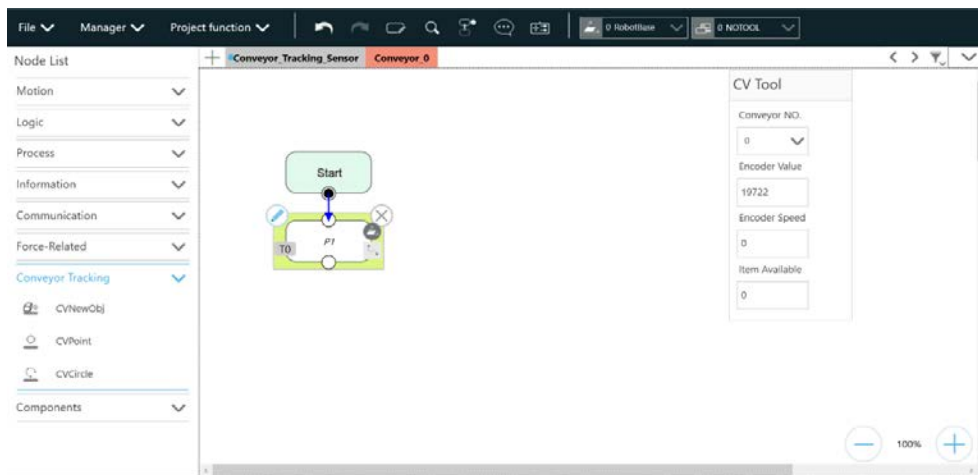 File Manager Project function 0 RobotBase 0 NOTOOL
Node List
Conveyor_Tracking_Sensor Conveyor_0
Motion
Logic
Process
Information
Communication
Force-Related
Conveyor Tracking
CVNewObj
CVPoint
CVCircle
Components
Start
T0
P1
CV Tool
Conveyor NO.
0
Encoder Value
19722
Encoder Speed
0
Item Available
0
100%